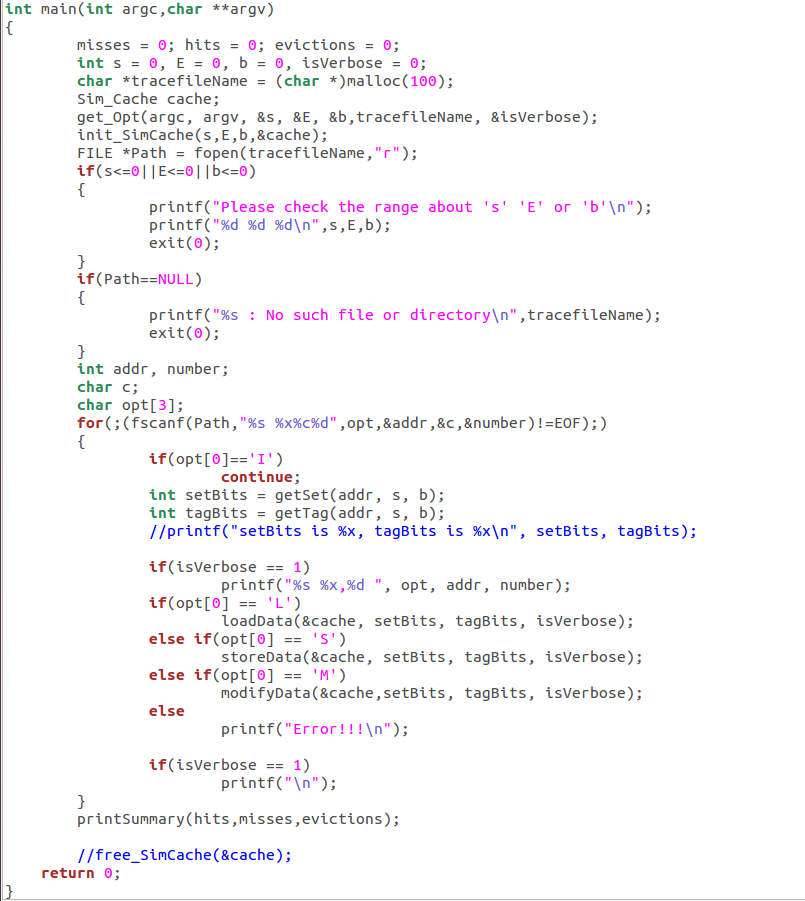 int main(int argc,char **argv)
{
        misses = 0; hits = 0; evictions = 0;
        int s = 0, E = 0, b = 0, isVerbose = 0;
        char *tracefileName = (char *)malloc(100);
        Sim_Cache cache;
        get_Opt(argc, argv, &s, &E, &b,tracefileName, &isVerbose);
        init_SimCache(s,E,b,&cache);
        FILE *Path = fopen(tracefileName,"r");
        if(s<=0||E<=0||b<=0)
        {
                printf("Please check the range about 's' 'E' or 'b'\n");
                printf("%d %d %d\n",s,E,b);
                exit(0);
        }
        if(Path==NULL)
        {
                printf("%s : No such file or directory\n",tracefileName);
                exit(0);
        }
        int addr, number;
        char c;
        char opt[3];
        for(;(fscanf(Path,"%s %x%c%d",opt,&addr,&c,&number)!=EOF);)
        {
                if(opt[0]=='I')
                        continue;
                int setBits = getSet(addr, s, b);
                int tagBits = getTag(addr, s, b);
                //printf("setBits is %x, tagBits is %x\n", setBits, tagBits);

                if(isVerbose == 1)
                        printf("%s %x,%d ", opt, addr, number);
                if(opt[0] == 'L')
                        loadData(&cache, setBits, tagBits, isVerbose);
                else if(opt[0] == 'S')
                        storeData(&cache, setBits, tagBits, isVerbose);
                else if(opt[0] == 'M')
                        modifyData(&cache,setBits, tagBits, isVerbose);
                else
                        printf("Error!!!\n");

                if(isVerbose == 1)
                        printf("\n");
        }
        printSummary(hits,misses,evictions);

        //free_SimCache(&cache);
    return 0;
}